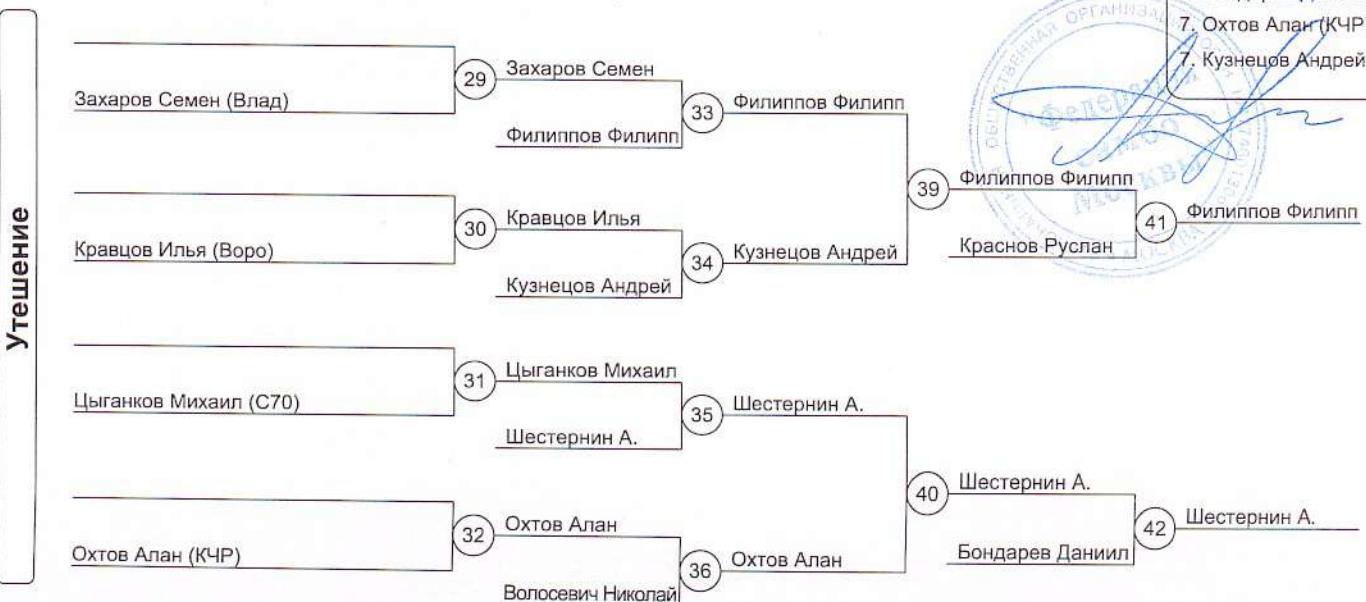 7. Охтов Алан (КЧР
7. Кузнецов Андрей
Утешение
29
Захаров Семен
Захаров Семен (Влад)
33
Филиппов Филипп
Филиппов Филипп
39
Филиппов Филипп
30
Кравцов Илья
Кравцов Илья (Воро)
34
Кузнецов Андрей
Кузнецов Андрей
41
Филиппов Филипп
Краснов Руслан
31
Цыганков Михаил
Цыганков Михаил (С70)
35
Шестернин А.
Шестернин А.
40
Шестернин А.
32
Охтов Алан
Охтов Алан (КЧР)
36
Охтов Алан
Волосевич Николай
42
Шестернин А.
Бондарев Даниил
самбо
Москвы